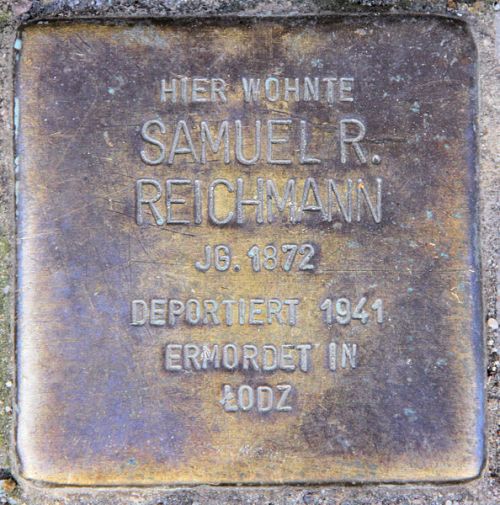 HIER WOHNTE
SAMUEL R.
REICHMANN
JG. 1872
DEPORTIERT 1941
ERMORDET IN
ŁODZ